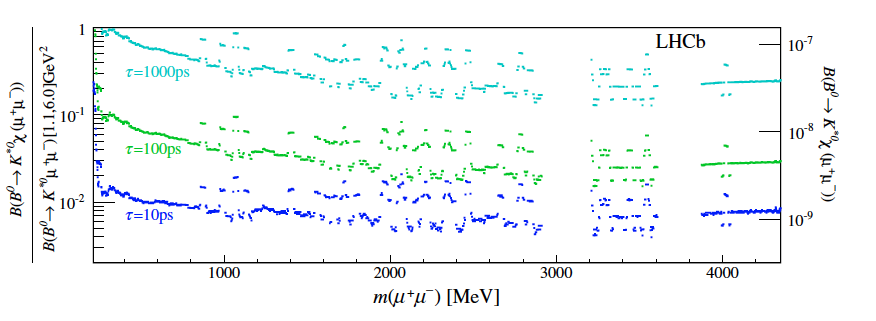 B(B⁰→ K*⁰χ (μ⁺μ⁻))
B(B⁰→ K*⁰μ⁺μ⁻)[1.1,6.0]GeV²
1
10⁻¹
10⁻²
LHCb
τ=1000ps
τ=100ps
τ=10ps
10⁻⁷
10⁻⁸
10⁻⁹
B(B⁰→ K*⁰χ (μ⁺μ⁻))
1000
2000
3000
4000
m(μ⁺μ⁻) [MeV]